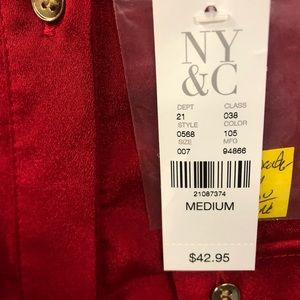 NY
&C
DEPT CLASS
21 038
STYLE COLOR
0568 105
SIZE MFG
007 94866
21087374
MEDIUM
$42.95